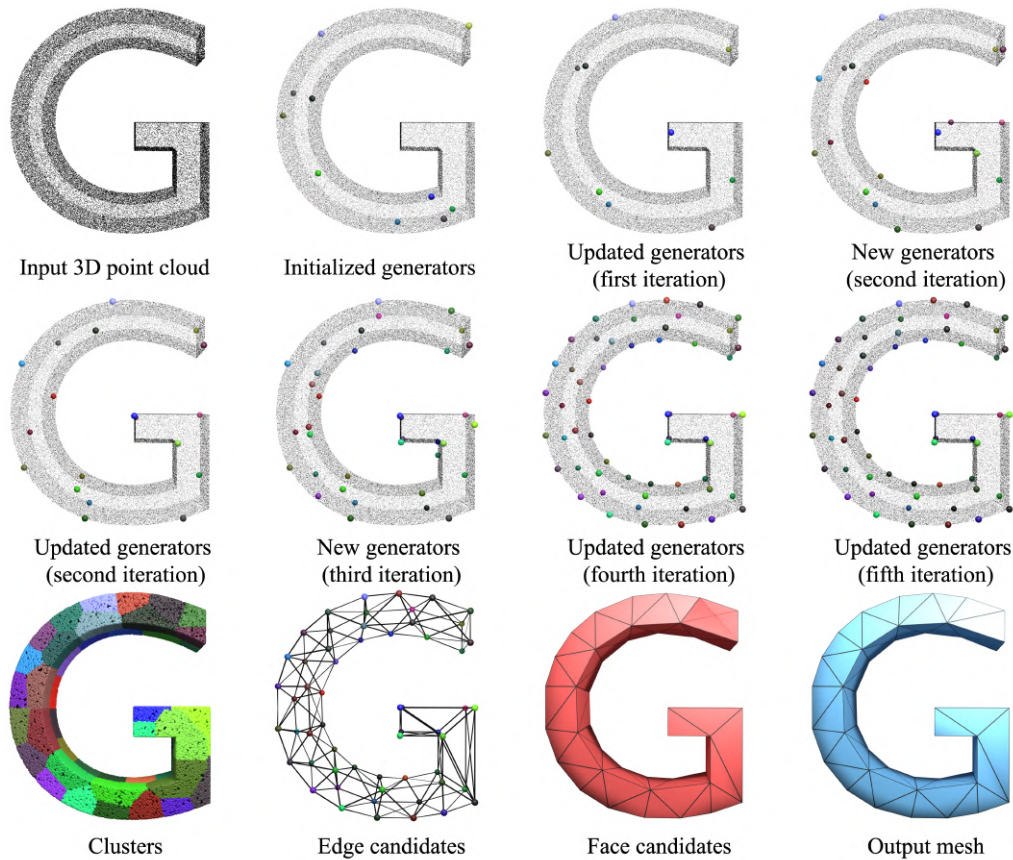 Input 3D point cloud
Initialized generators
Updated generators
(first iteration)
New generators
(second iteration)
Updated generators
(second iteration)
New generators
(third iteration)
Updated generators
(fourth iteration)
Updated generators
(fifth iteration)
Clusters
Edge candidates
Face candidates
Output mesh